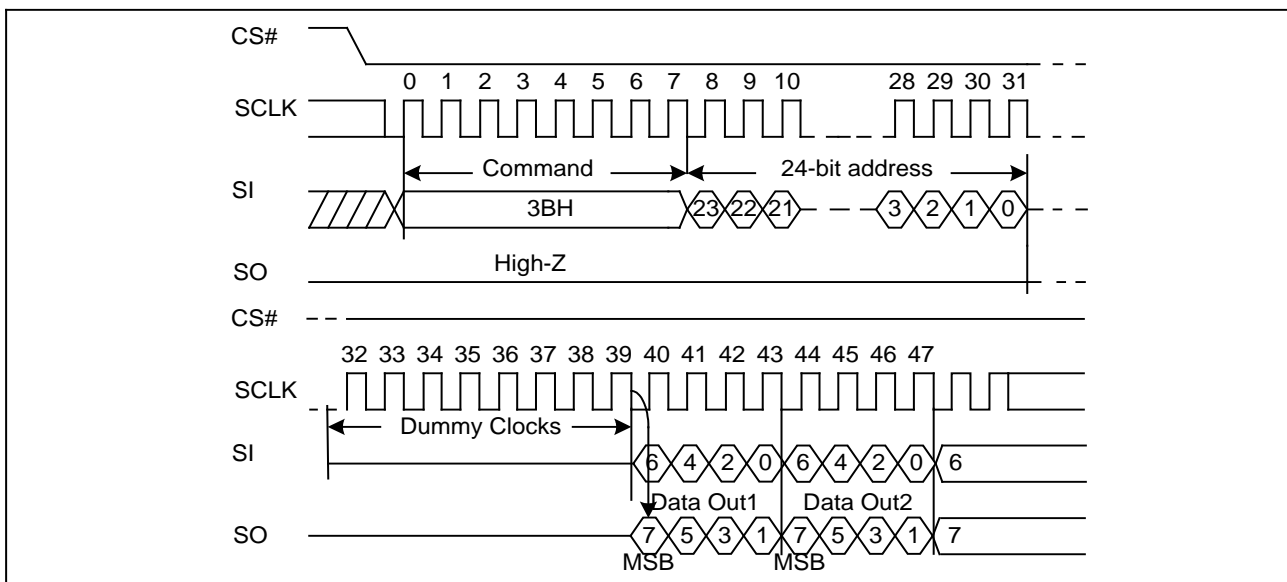 CS#
0 1 2 3 4 5 6 7 8 9 10 28 29 30 31
SCLK
Command 24-bit address
SI
3BH 23 22 21 3 2 1 0
High-Z
SO
CS#
32 33 34 35 36 37 38 39 40 41 42 43 44 45 46 47
SCLK
Dummy Clocks
SI
6 4 2 0 6 4 2 0 6
Data Out1 Data Out2
SO
7 5 3 1 7 5 3 1 7
MSB MSB